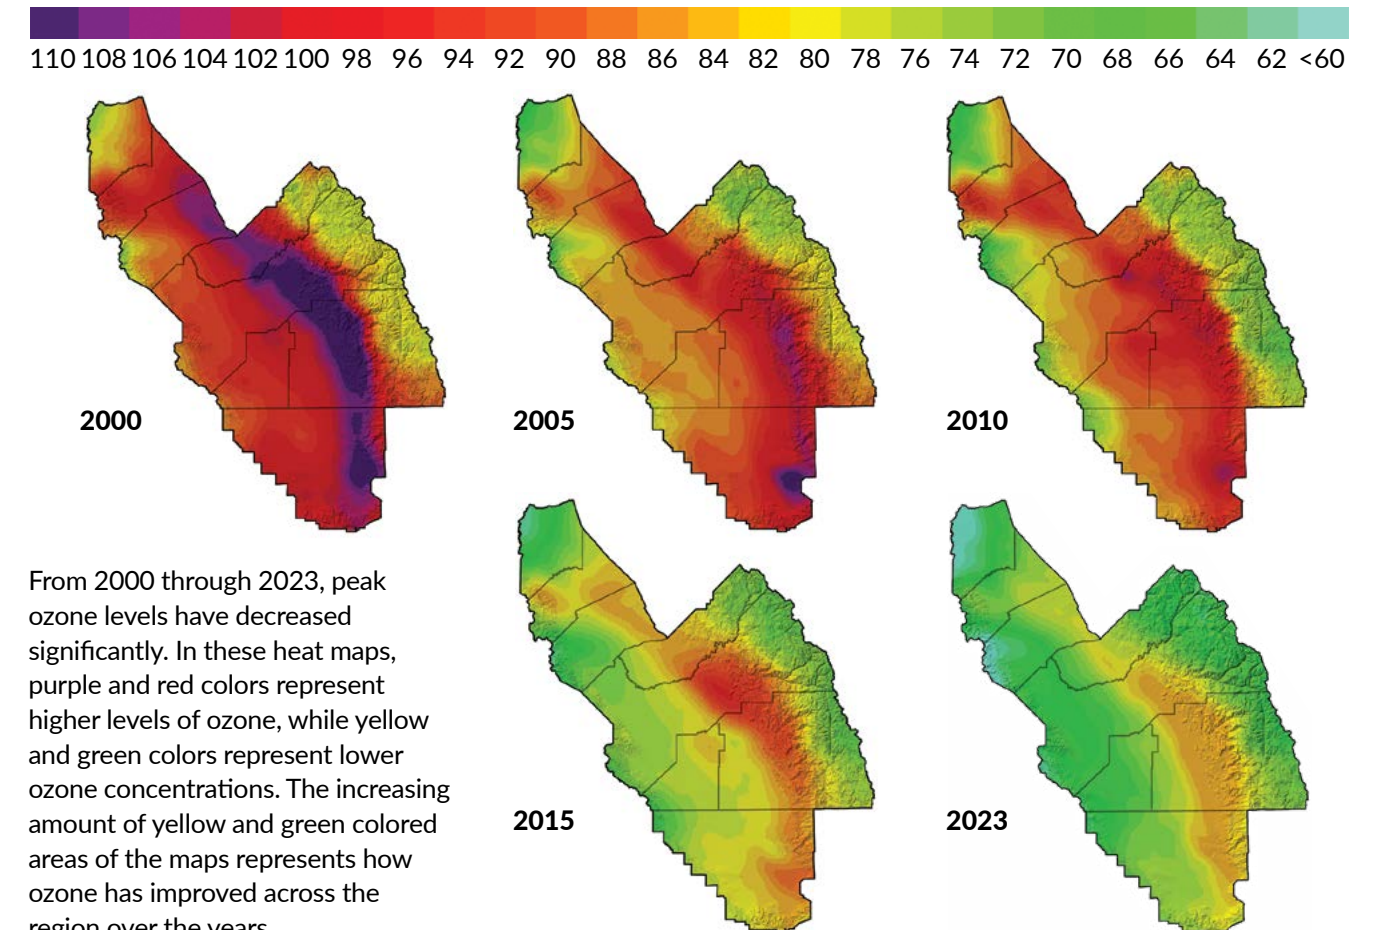 110 108 106 104 102 100 98 96 94 92 90 88 86 84 82 80 78 76 74 72 70 68 66 64 62 <60
2000
2005
2010
2015
2023
From 2000 through 2023, peak
ozone levels have decreased
significantly. In these heat maps,
purple and red colors represent
higher levels of ozone, while yellow
and green colors represent lower
ozone concentrations. The increasing
amount of yellow and green colored
areas of the maps represents how
ozone has improved across the
region over the years.